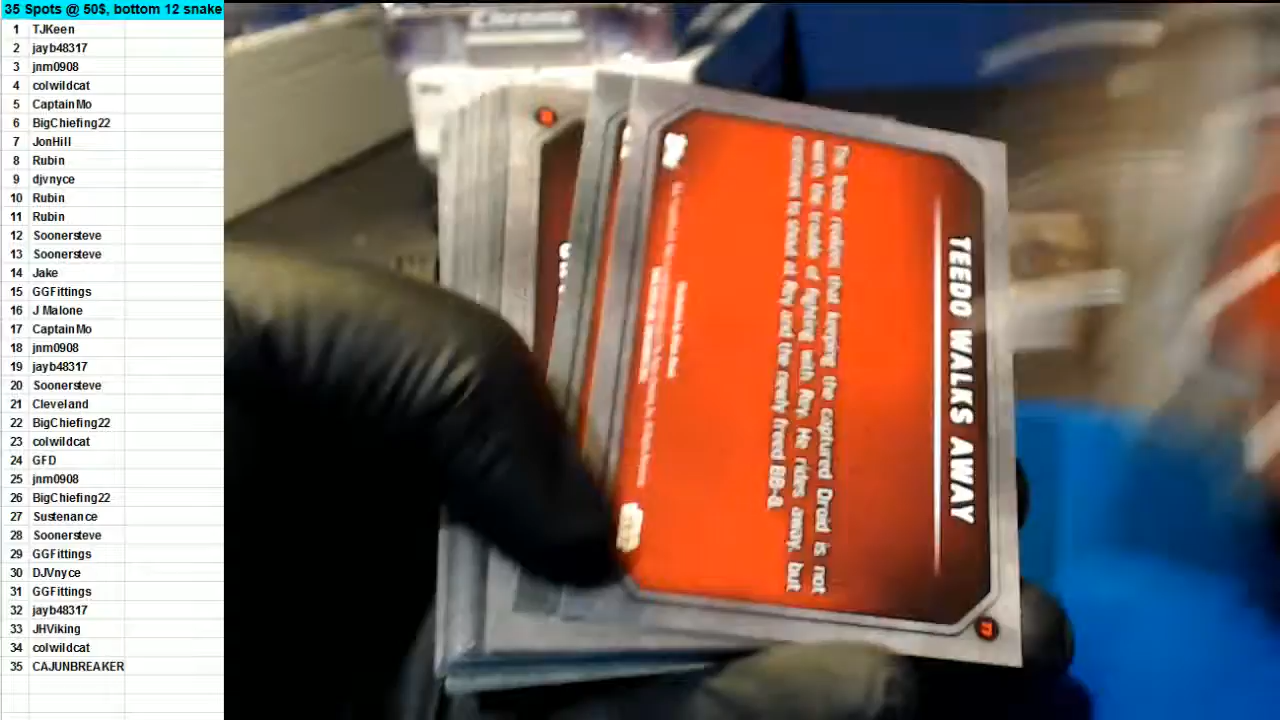 35 Spots @ 50$, bottom 12 snake
1 TJKeen
2 jayb48317
3 jnm0908
4 colwildcat
5 CaptainMo
6 BigChiefing22
7 JonHill
8 Rubin
9 djvnyce
10 Rubin
11 Rubin
12 Soonersteve
13 Soonersteve
14 Jake
15 GGFittings
16 J Malone
17 CaptainMo
18 jnm0908
19 jayb48317
20 Soonersteve
21 Cleveland
22 BigChiefing22
23 colwildcat
24 GFD
25 jnm0908
26 BigChiefing22
27 Sustenance
28 Soonersteve
29 GGFittings
30 DJVnyce
31 GGFittings
32 jayb48317
33 JHViking
34 colwildcat
35 CAJUNBREAKER
Chrome
TEEDO WALKS AWAY
The Teedo realizes that keeping the captured Droid is not
worth the trouble of fighting with Rey. He rides away, but
continues to shout at Rey and the newly freed BB-8.